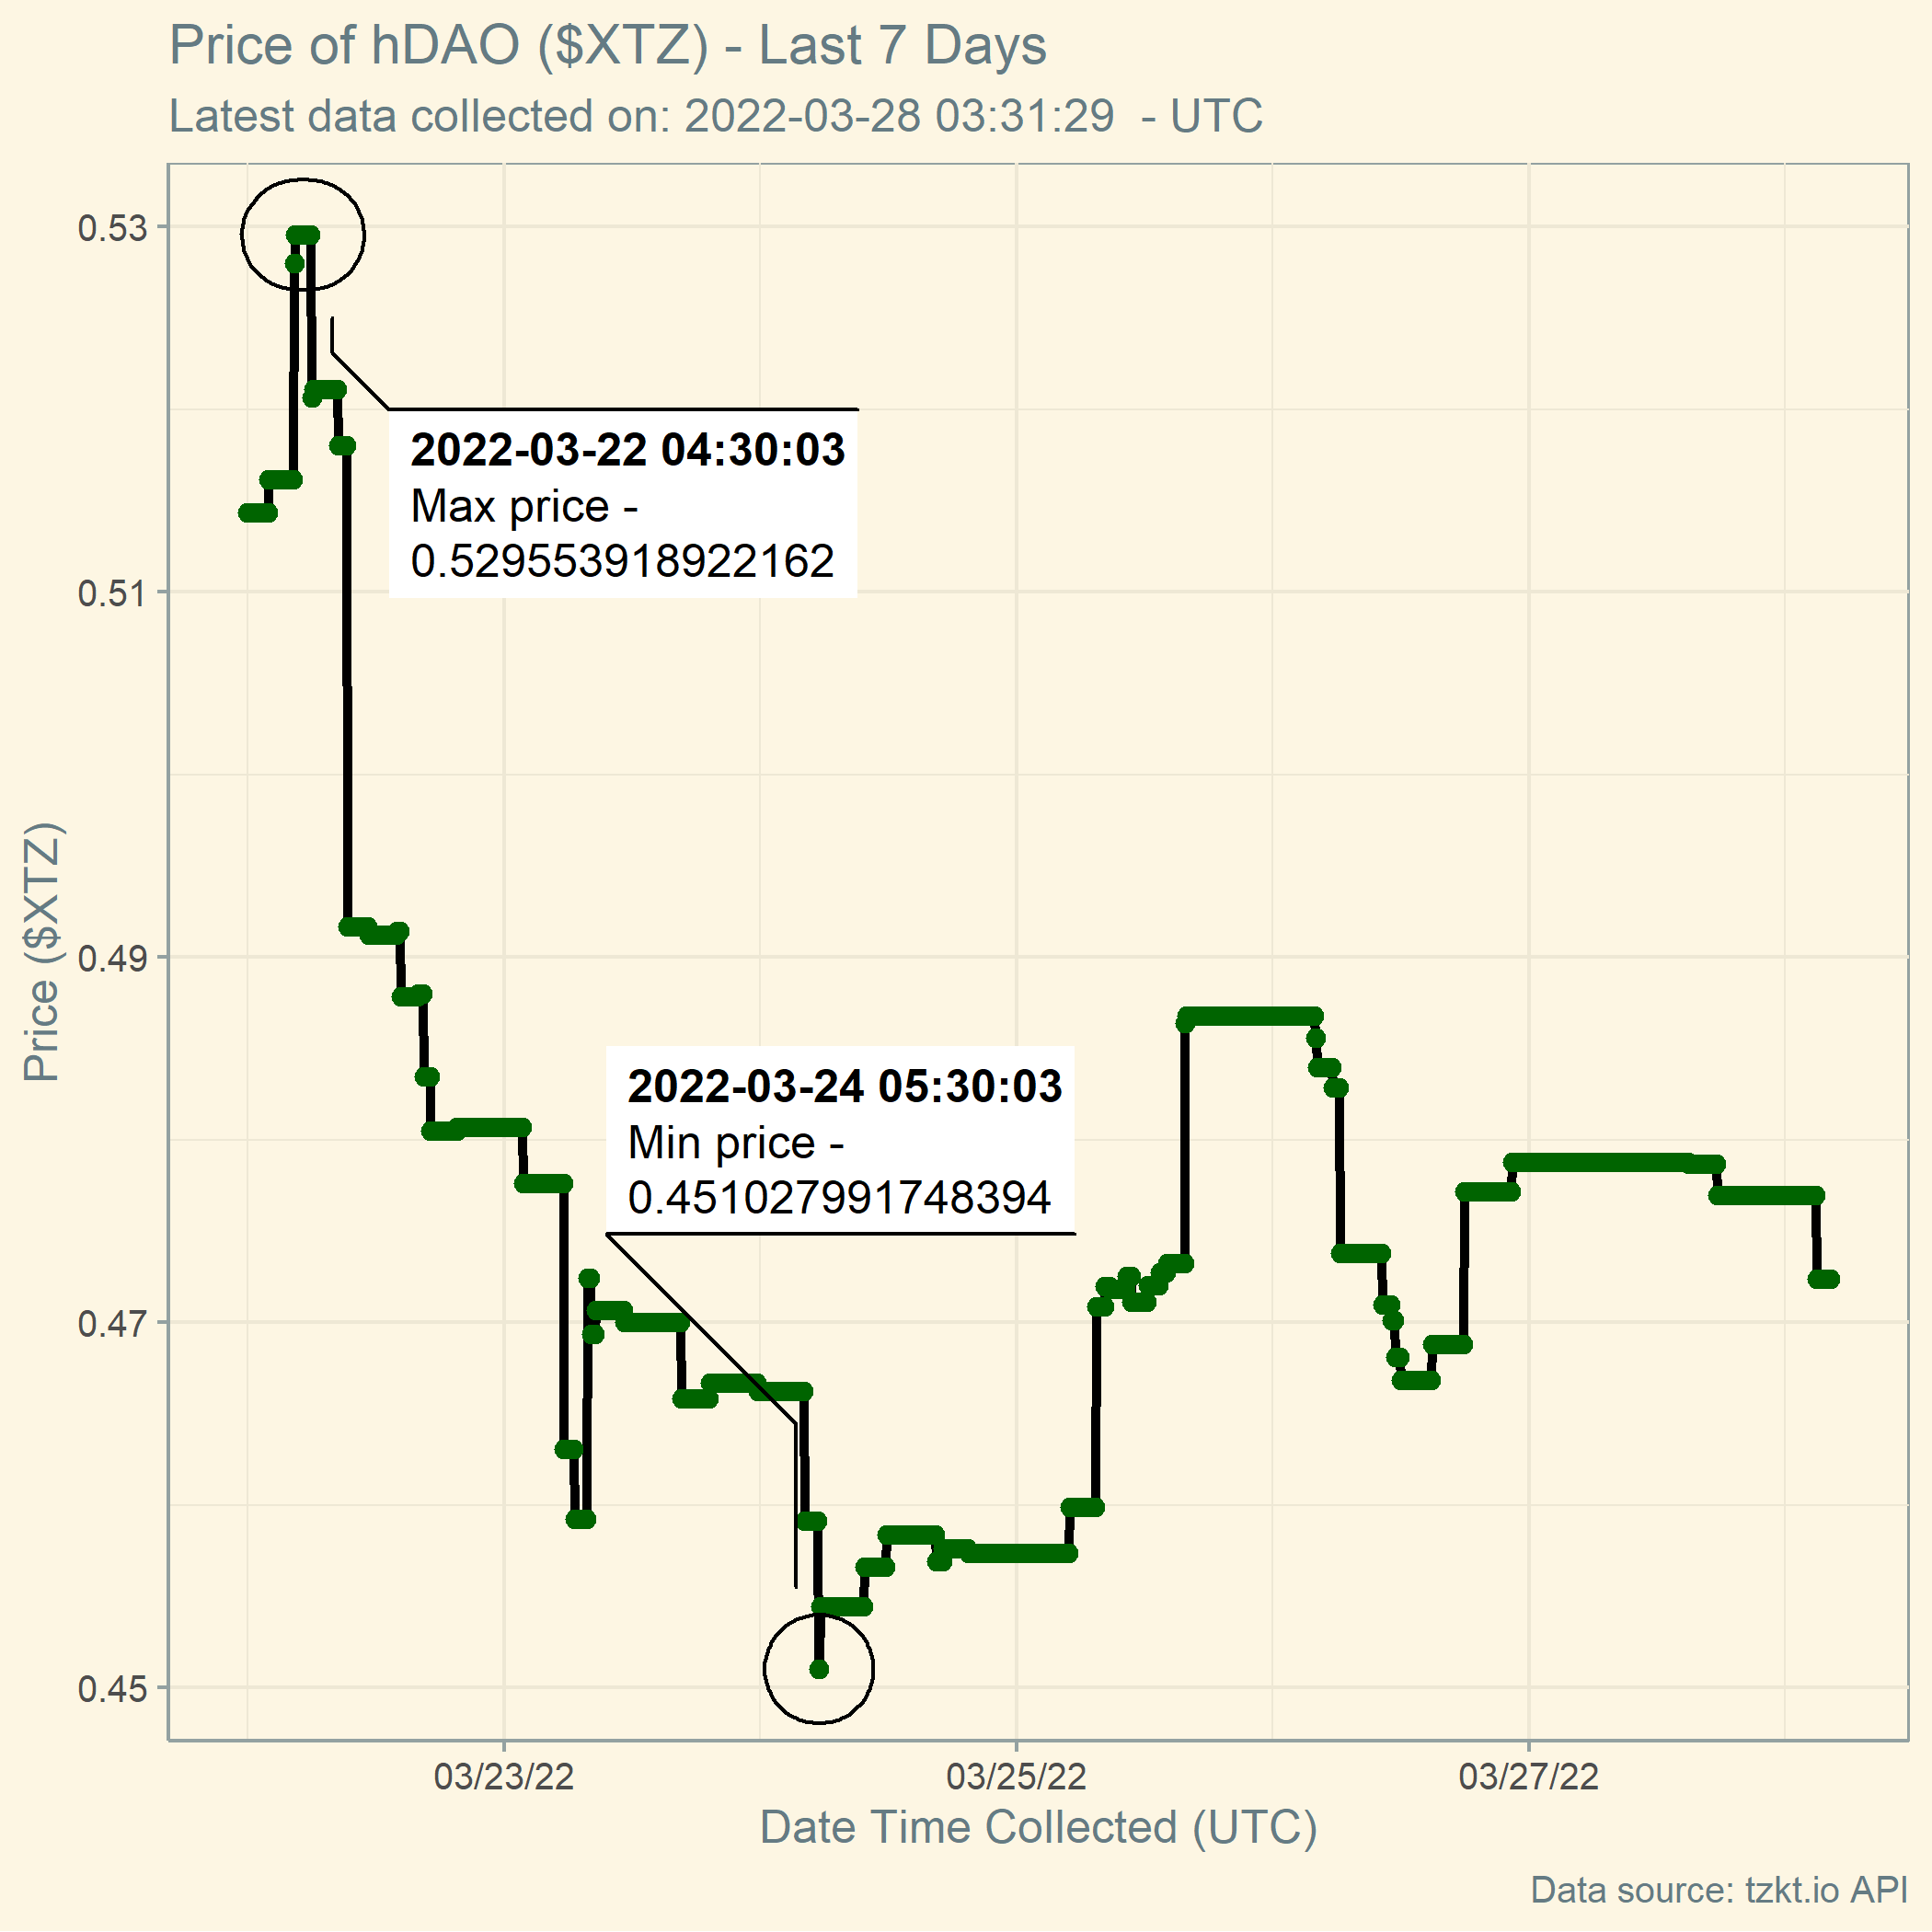 Price of hDAO ($XTZ) - Last 7 Days
Latest data collected on: 2022-03-28 03:31:29  - UTC
0.53
0.51
0.49
0.47
0.45
Price ($XTZ)
2022-03-22 04:30:03
Max price -
0.529553918922162
2022-03-24 05:30:03
Min price -
0.451027991748394
03/23/22
03/25/22
03/27/22
Date Time Collected (UTC)
Data source: tzkt.io API